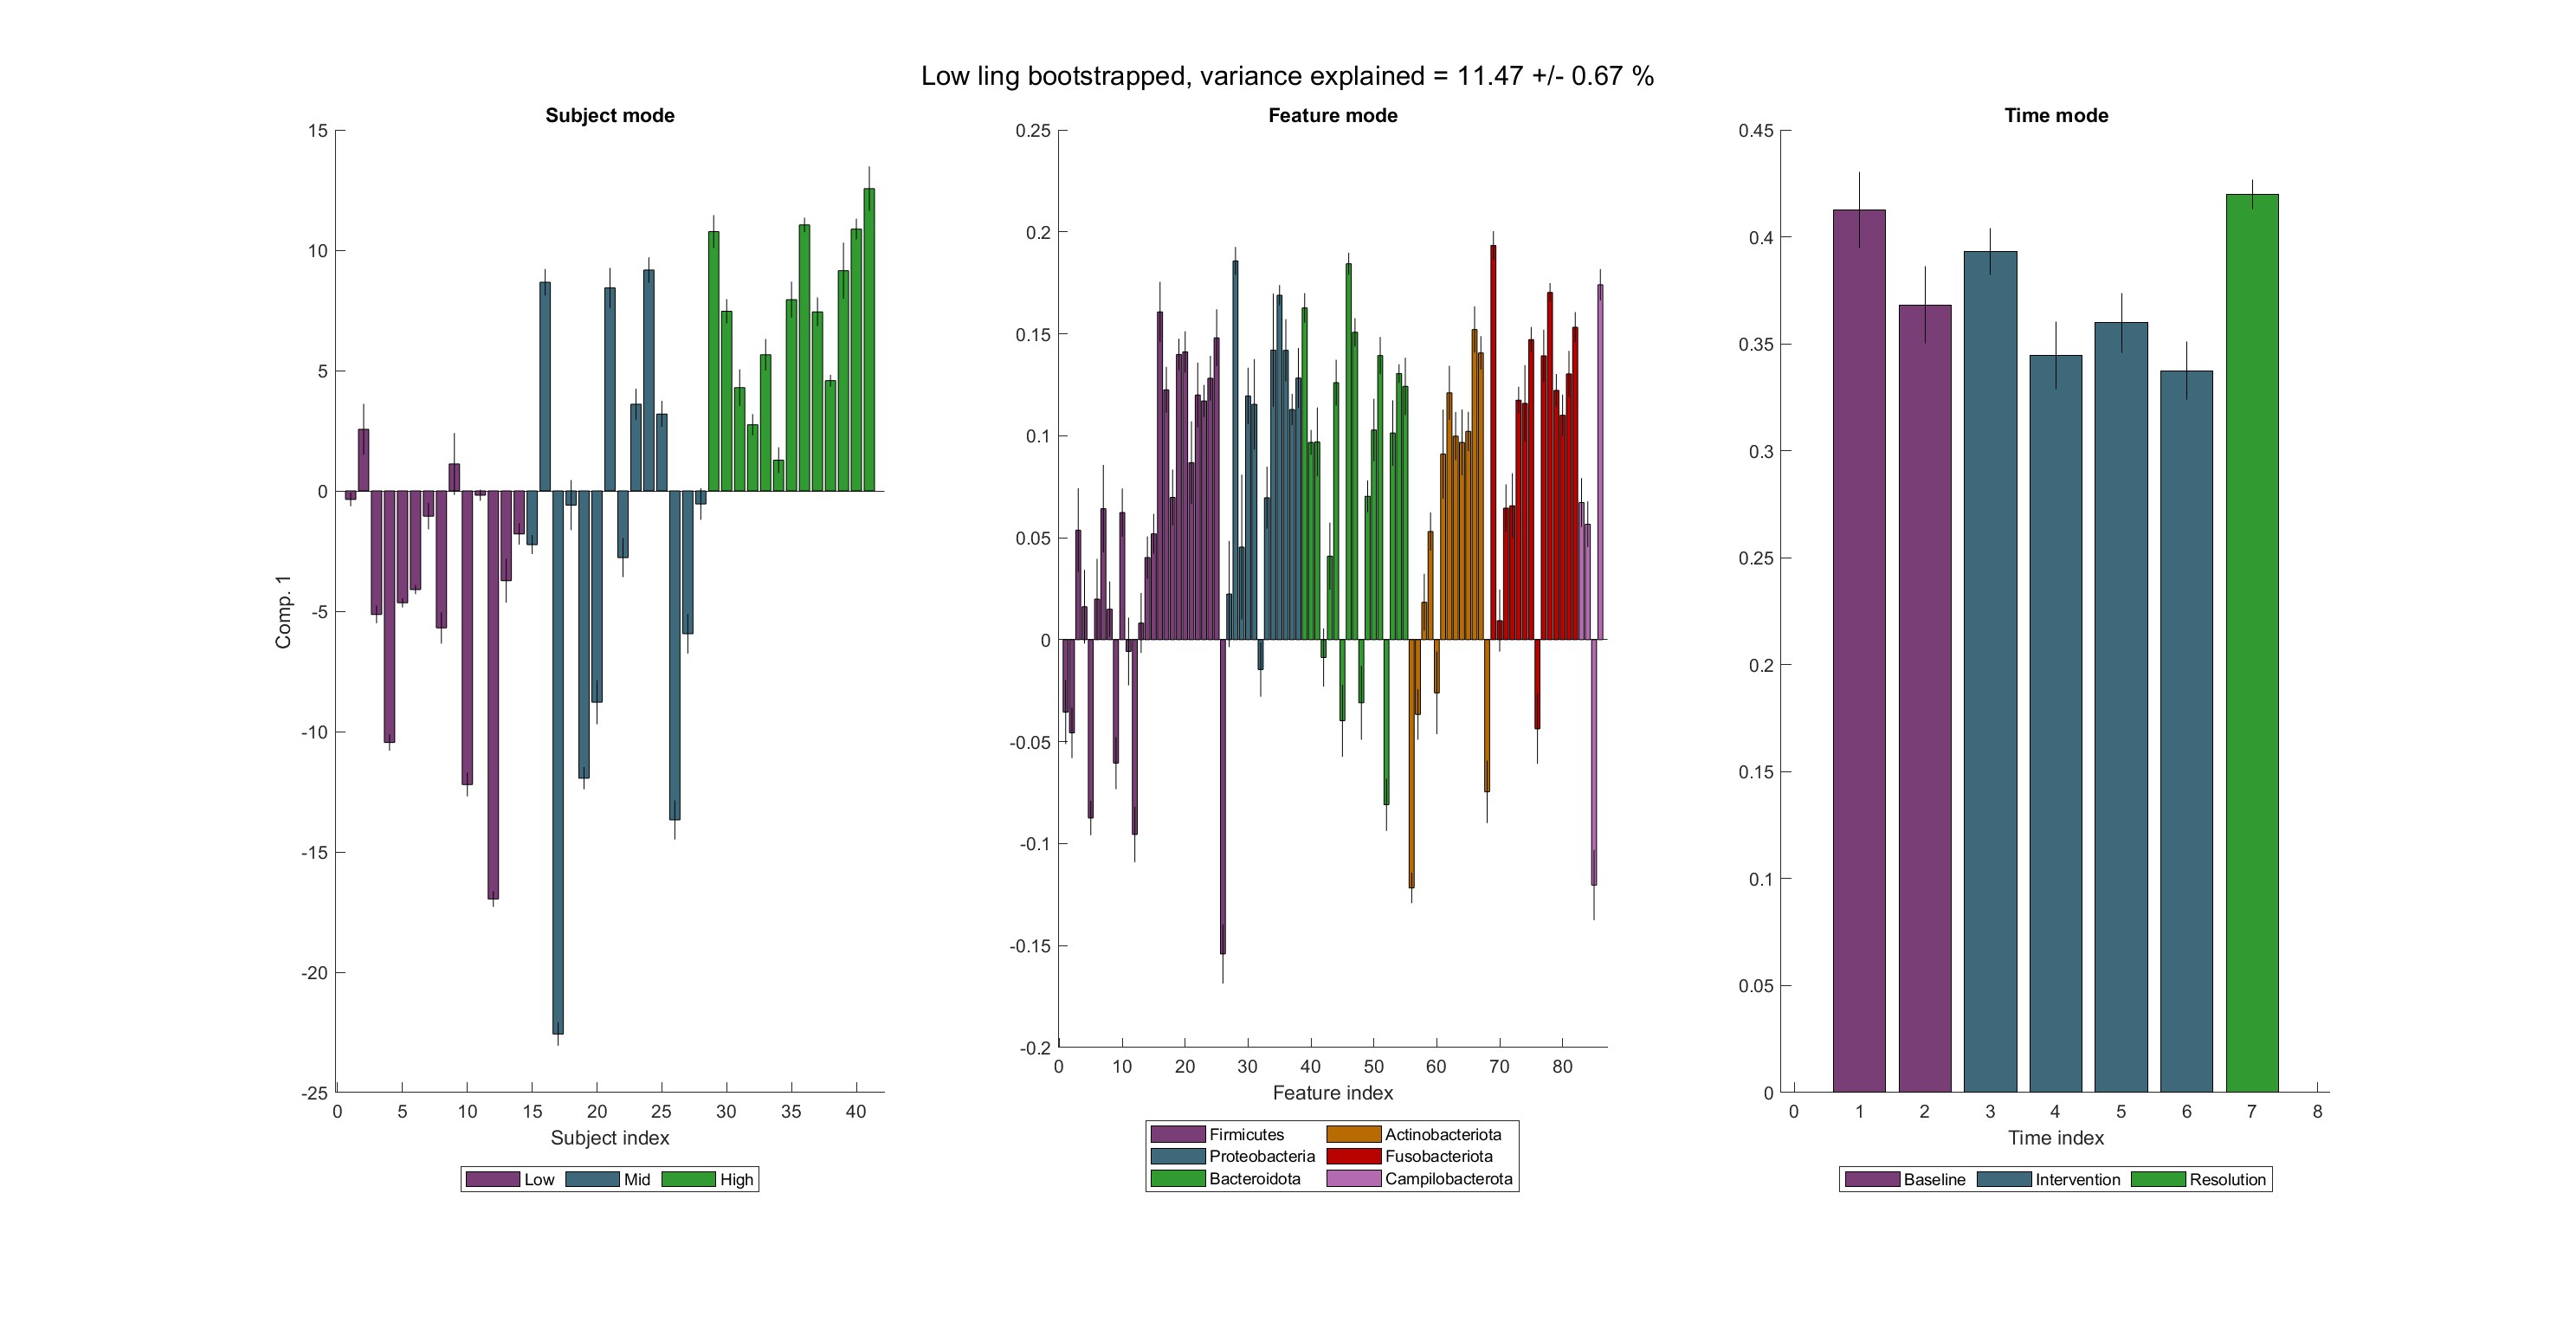 Low ling bootstrapped, variance explained = 11.47 +/- 0.67 %
Subject mode
15
10
5
0
-5
-10
-15
-20
-25
Comp. 1
0 5 10 15 20 25 30 35 40
Subject index
Low Mid High
Feature mode
0.25
0.2
0.15
0.1
0.05
0
-0.05
-0.1
-0.15
-0.2
0 10 20 30 40 50 60 70 80
Feature index
Firmicutes Actinobacteriota
Proteobacteria Fusobacteriota
Bacteroidota Campilobacterota
Time mode
0.45
0.4
0.35
0.3
0.25
0.2
0.15
0.1
0.05
0
0 1 2 3 4 5 6 7 8
Time index
Baseline Intervention Resolution